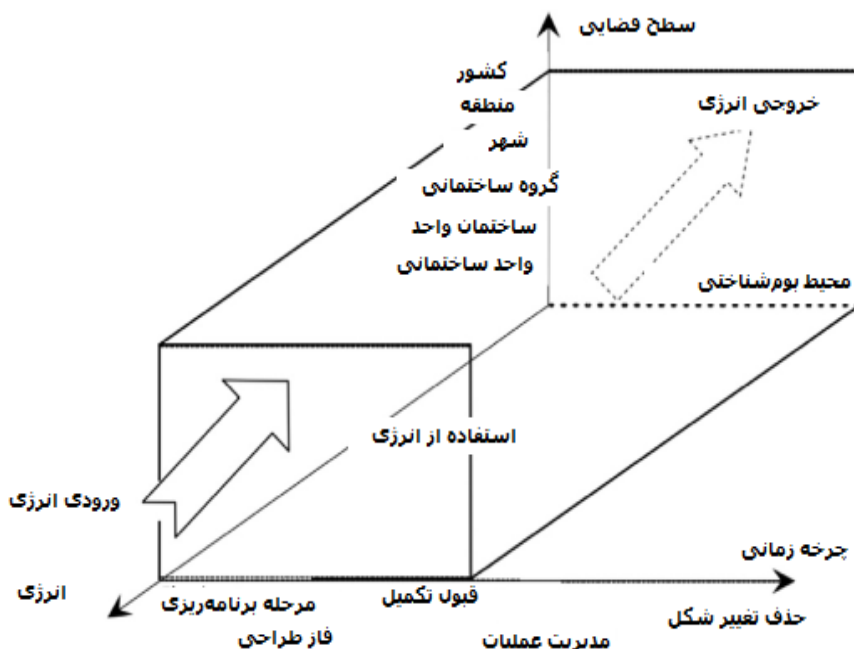 سطح فضایی
کشور
منطقه
شهر
گروه ساختمانی
ساختمان واحد
واحد ساختمانی
خروجی انرژی
محیط بوم‌شناختی
استفاده از انرژی
ورودی انرژی
انرژی
چرخه زمانی
مرحله برنامه‌ریزی
فاز طراحی
قبول تکمیل
مدیریت عملیات
حذف تغییر شکل